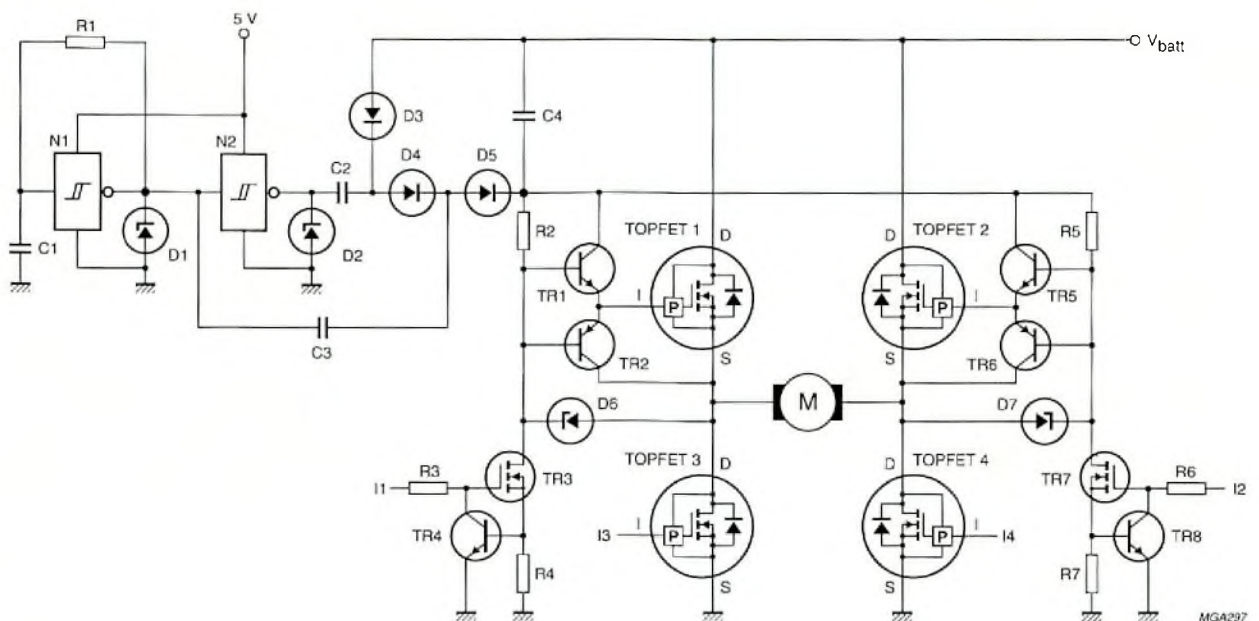 R1
5 V
V batt
D3
C4
N1
N2
C2
D4
D5
C1
D1
D2
C3
R2
TR1
TR2
TOPFET 1
D
I
P
S
TOPFET 2
D
I
P
S
R5
TR5
TR6
M
D6
D7
I1
R3
TR3
TR4
R4
TOPFET 3
D
I3
I
P
S
TOPFET 4
D
I
I4
P
S
TR7
R6
I2
TR8
R7
MGA297